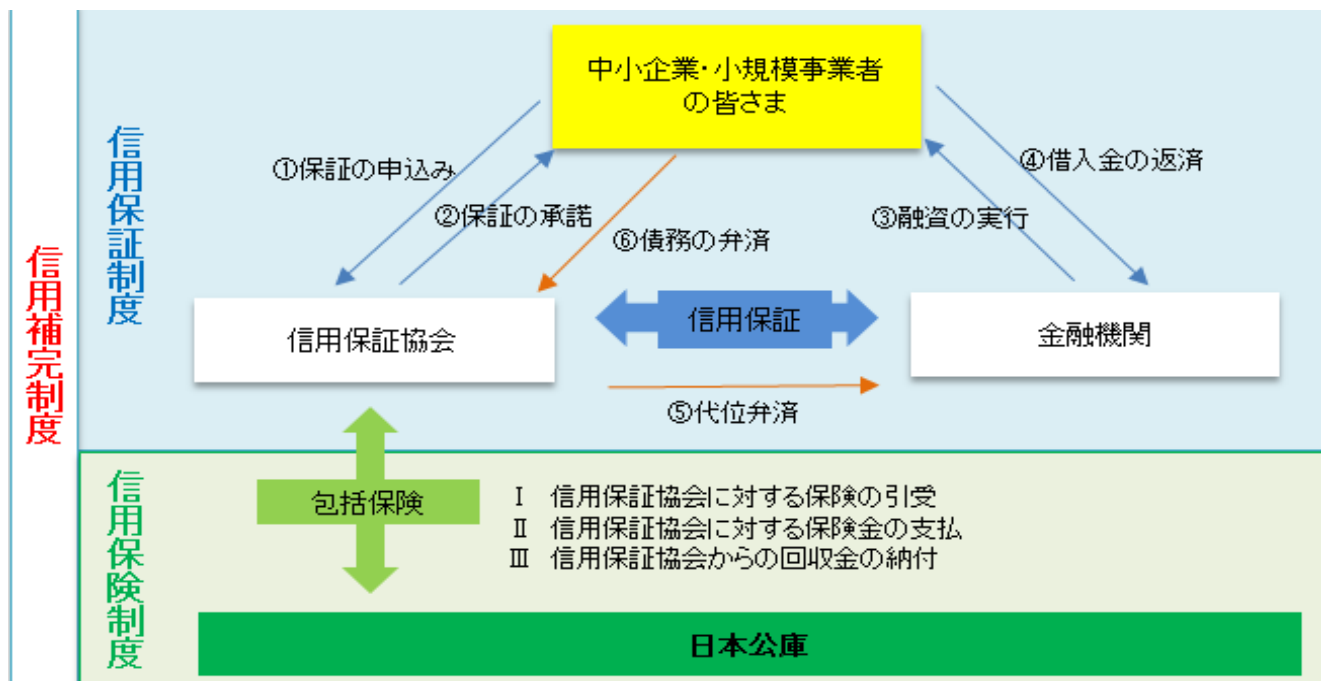 信用補完制度
信用保証制度
中小企業・小規模事業者
の皆さま
①保証の申込み
②保証の承諾
③融資の実行
④借入金の返済
⑥債務の弁済
信用保証協会
信用保証
金融機関
⑤代位弁済
信用保険制度
包括保険
Ⅰ 信用保証協会に対する保険の引受
Ⅱ 信用保証協会に対する保険金の支払
Ⅲ 信用保証協会からの回収金の納付
日本公庫